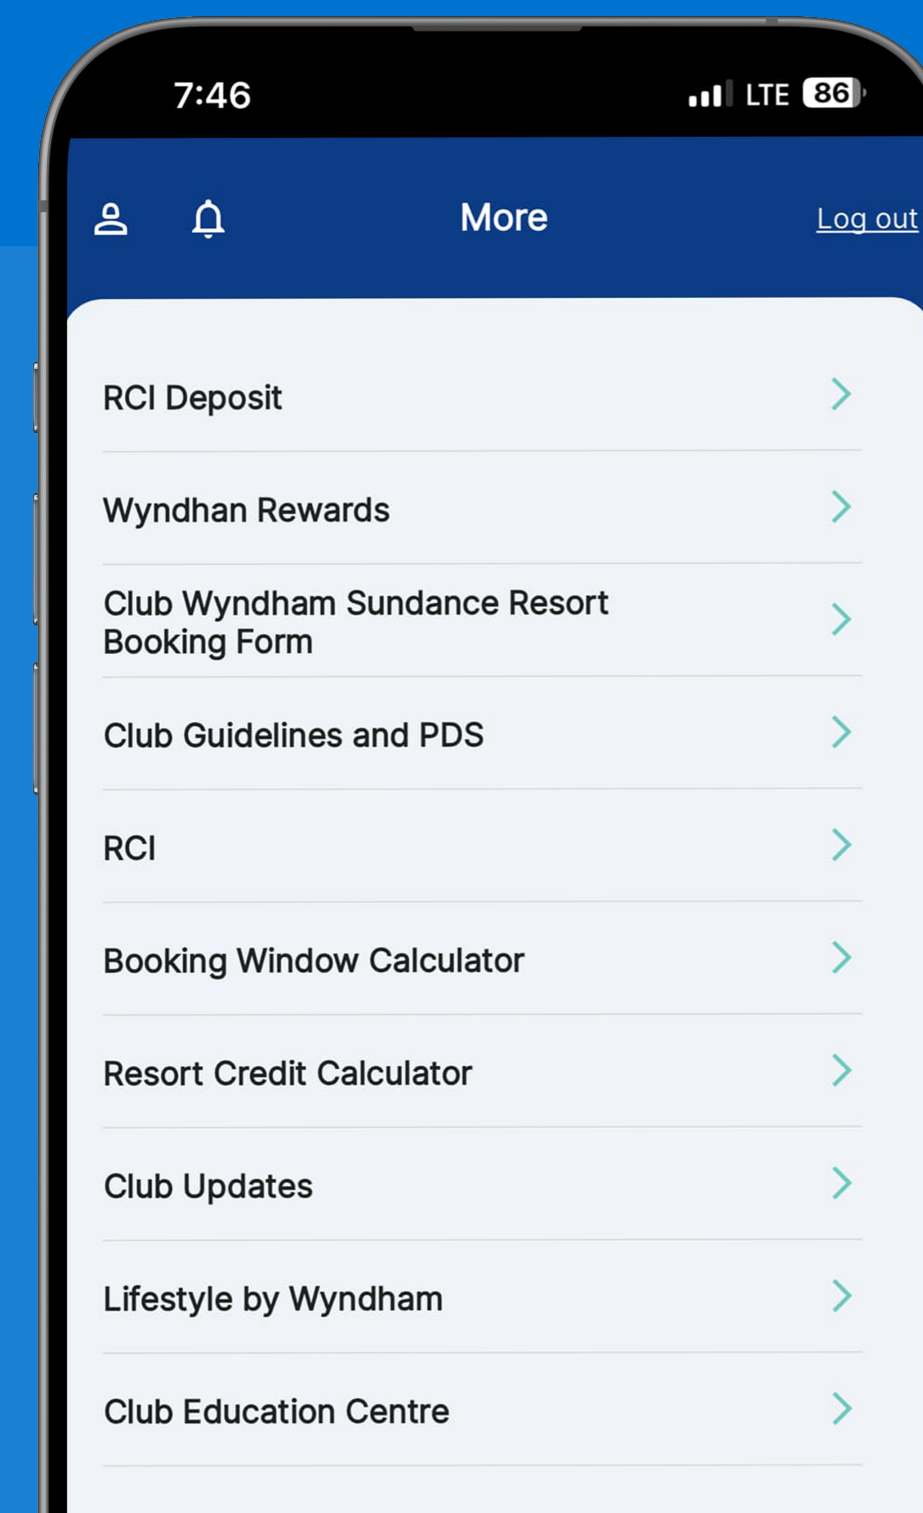 7:46
LTE 86
More
Log out
RCI Deposit
Wyndhan Rewards
Club Wyndham Sundance Resort
Booking Form
Club Guidelines and PDS
RCI
Booking Window Calculator
Resort Credit Calculator
Club Updates
Lifestyle by Wyndham
Club Education Centre